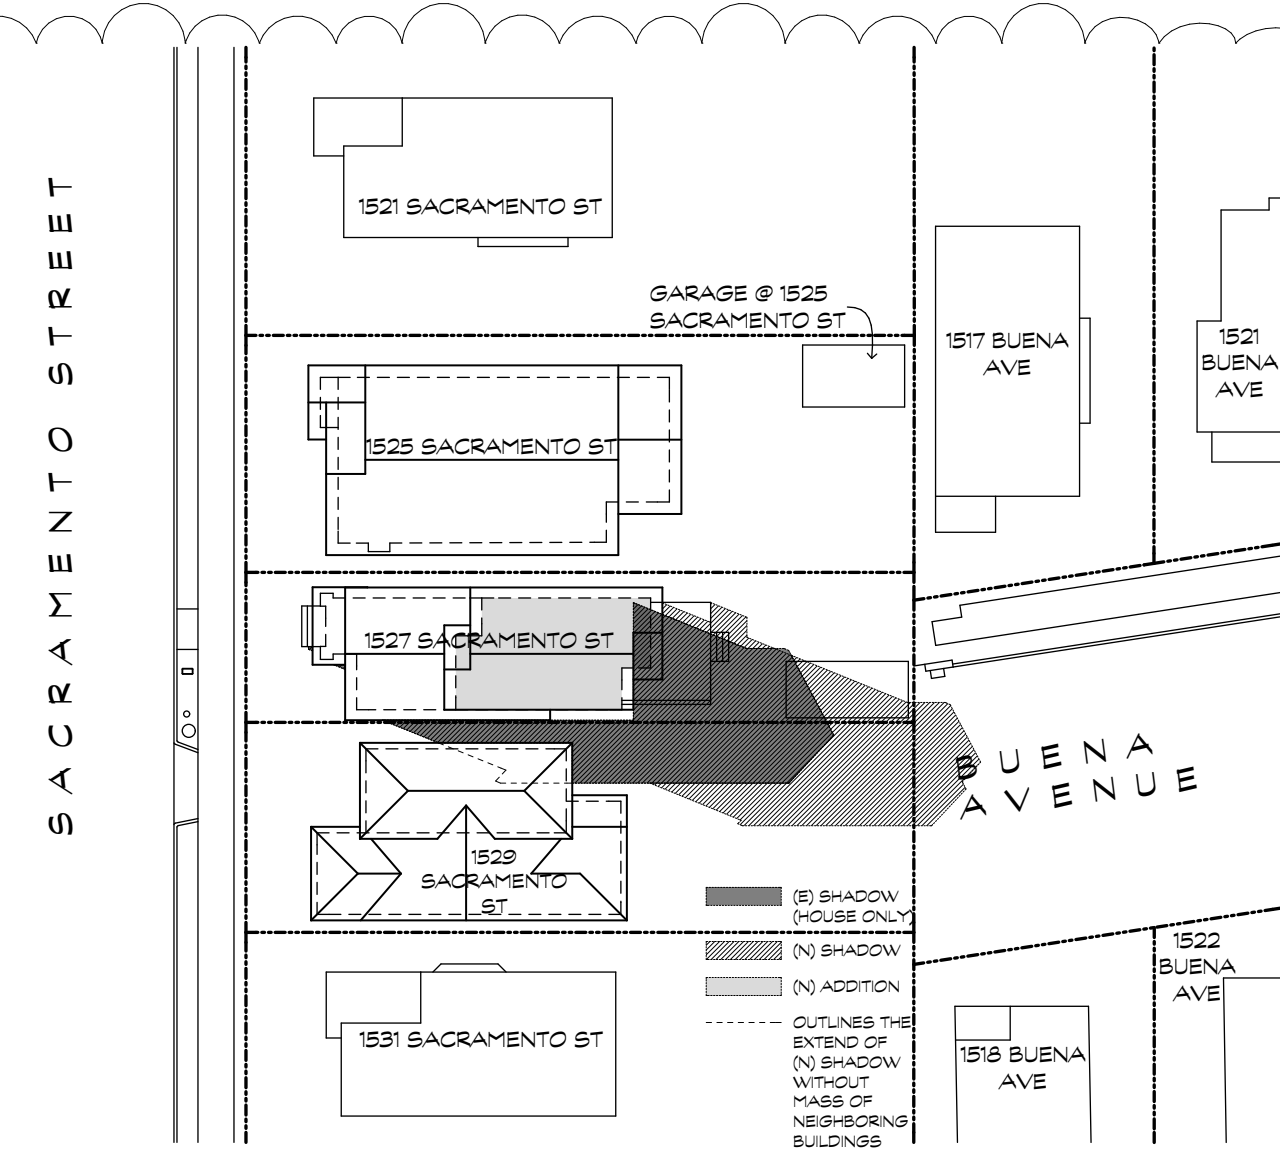 SACRAMENTO STREET
1521 SACRAMENTO ST
GARAGE @ 1525
SACRAMENTO ST
1517 BUENA
AVE
1521
BUENA
AVE
1525 SACRAMENTO ST
1527 SACRAMENTO ST
BUENA
AVENUE
1529
SACRAMENTO
ST
(E) SHADOW
(HOUSE ONLY)
(N) SHADOW
(N) ADDITION
OUTLINES THE
EXTEND OF
(N) SHADOW
WITHOUT
MASS OF
NEIGHBORING
BUILDINGS
1522
BUENA
AVE
1531 SACRAMENTO ST
1518 BUENA
AVE